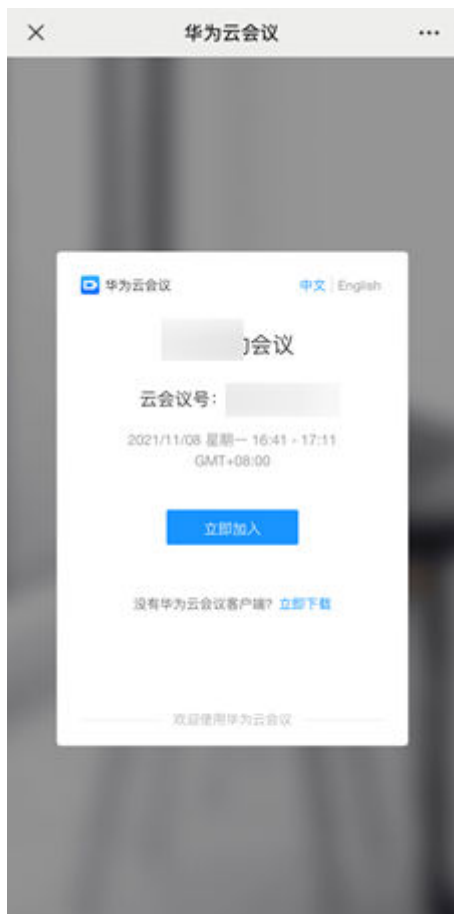 华为云会议
华为云会议 中文 | English
会议
云会议号：
2021/11/08 星期一 16:41 - 17:11
GMT+08:00
立即加入
没有华为云会议客户端？立即下载
欢迎使用华为云会议